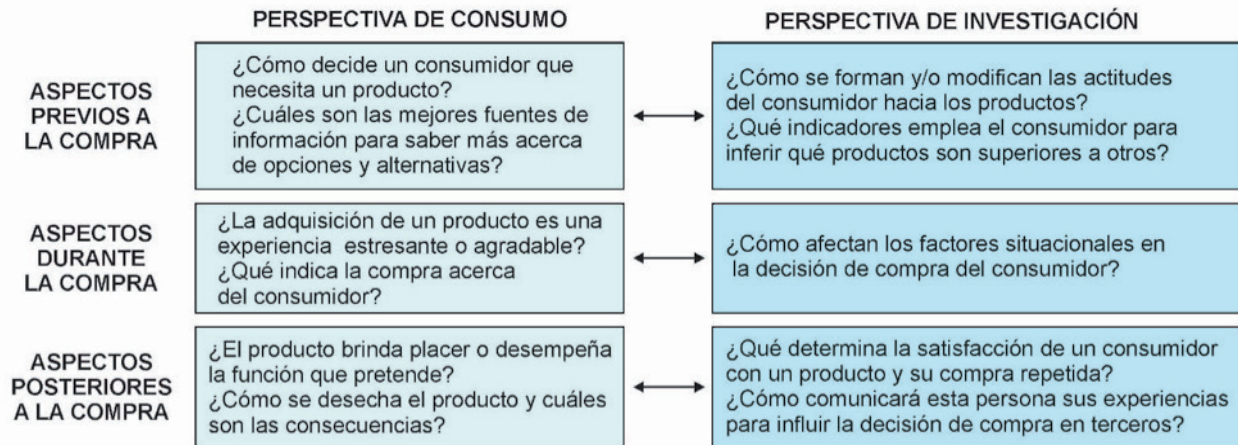 PERSPECTIVA DE CONSUMO
PERSPECTIVA DE INVESTIGACIÓN
ASPECTOS
PREVIOS A
LA COMPRA
¿Cómo decide un consumidor que
necesita un producto?
¿Cuáles son las mejores fuentes de
información para saber más acerca
de opciones y alternativas?
¿Cómo se forman y/o modifican las actitudes
del consumidor hacia los productos?
¿Qué indicadores emplea el consumidor para
inferir qué productos son superiores a otros?
ASPECTOS
DURANTE
LA COMPRA
¿La adquisición de un producto es una
experiencia estresante o agradable?
¿Qué indica la compra acerca
del consumidor?
¿Cómo afectan los factores situacionales en
la decisión de compra del consumidor?
ASPECTOS
POSTERIORES
A LA COMPRA
¿El producto brinda placer o desempeña
la función que pretende?
¿Cómo se desecha el producto y cuáles
son las consecuencias?
¿Qué determina la satisfacción de un consumidor
con un producto y su compra repetida?
¿Cómo comunicará esta persona sus experiencias
para influir la decisión de compra en terceros?